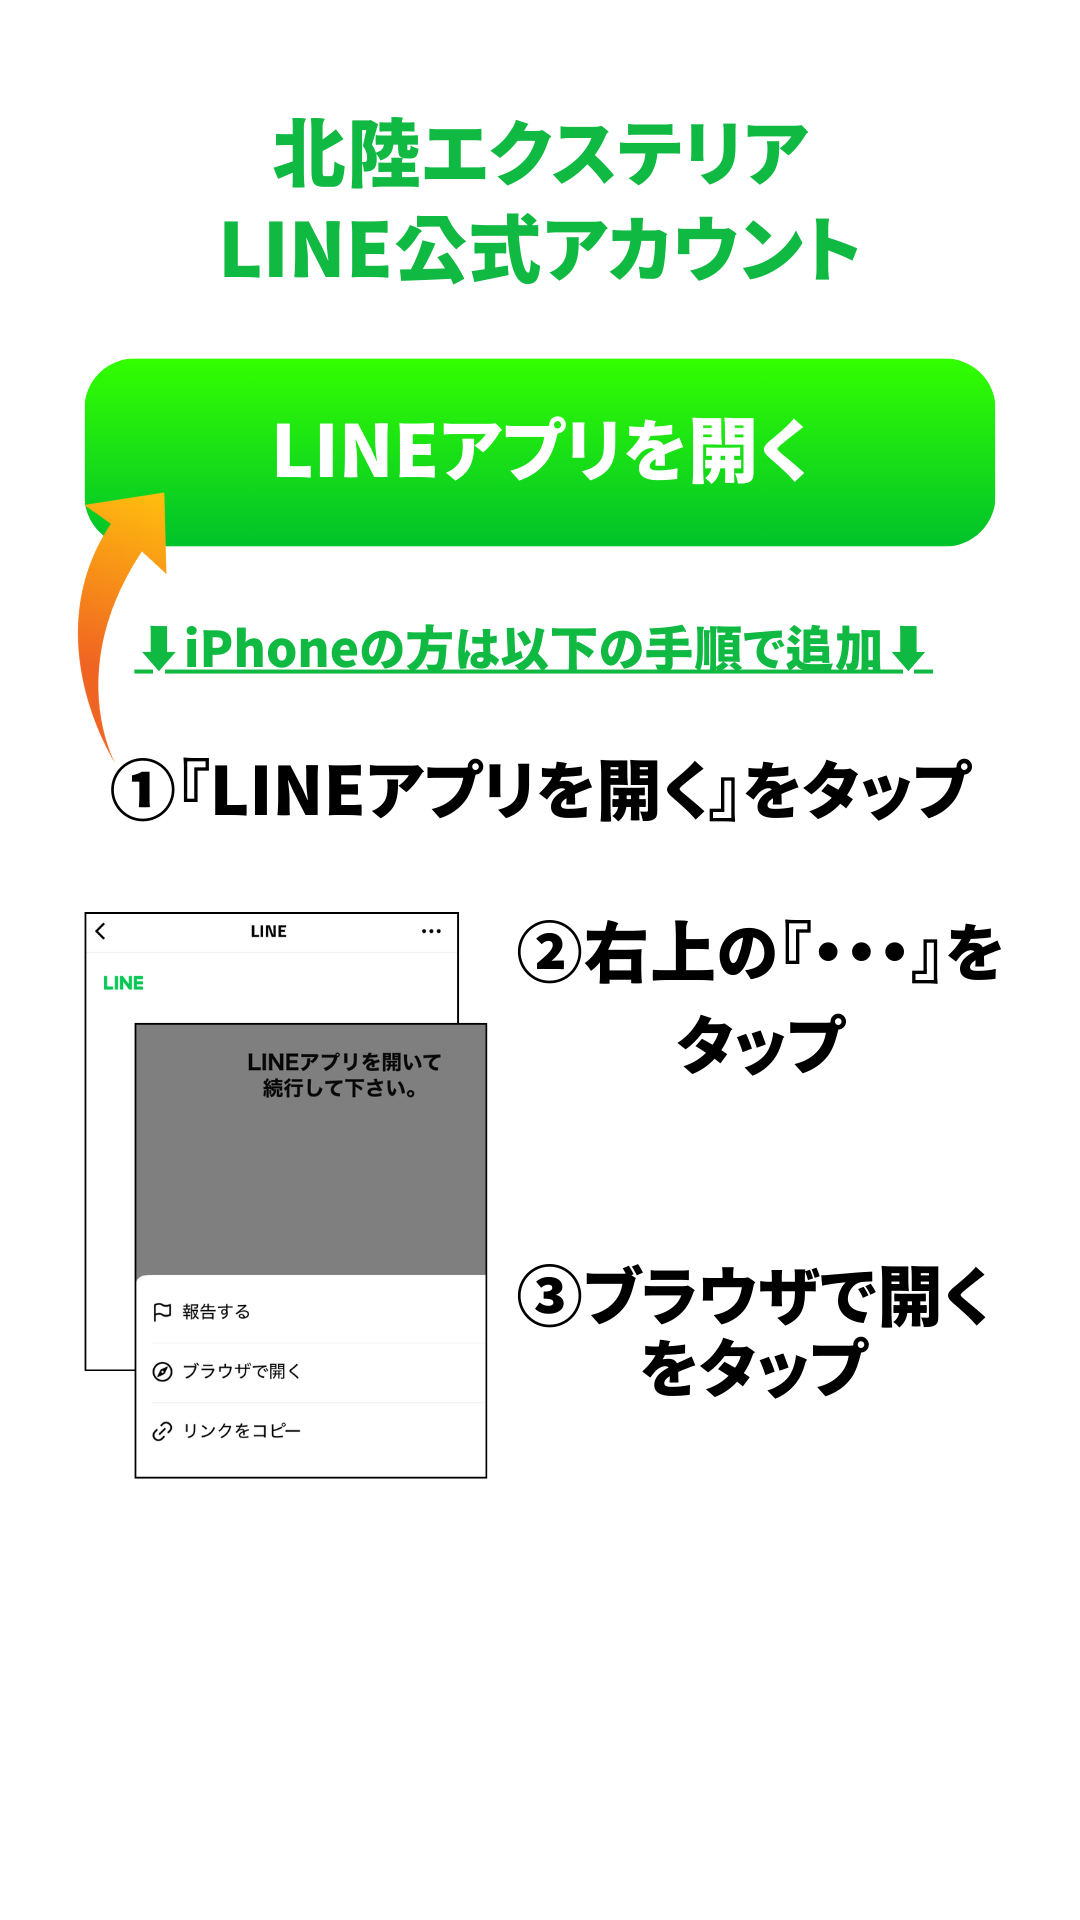 北陸エクステリア
LINE公式アカウント
LINEアプリを開く
⬇iPhoneの方は以下の手順で追加⬇
①『LINEアプリを開く』をタップ
LINE
LINE
LINEアプリを開いて
続行して下さい。
報告する
ブラウザで開く
リンクをコピー
②右上の『・・・』を
タップ
③ブラウザで開く
をタップ